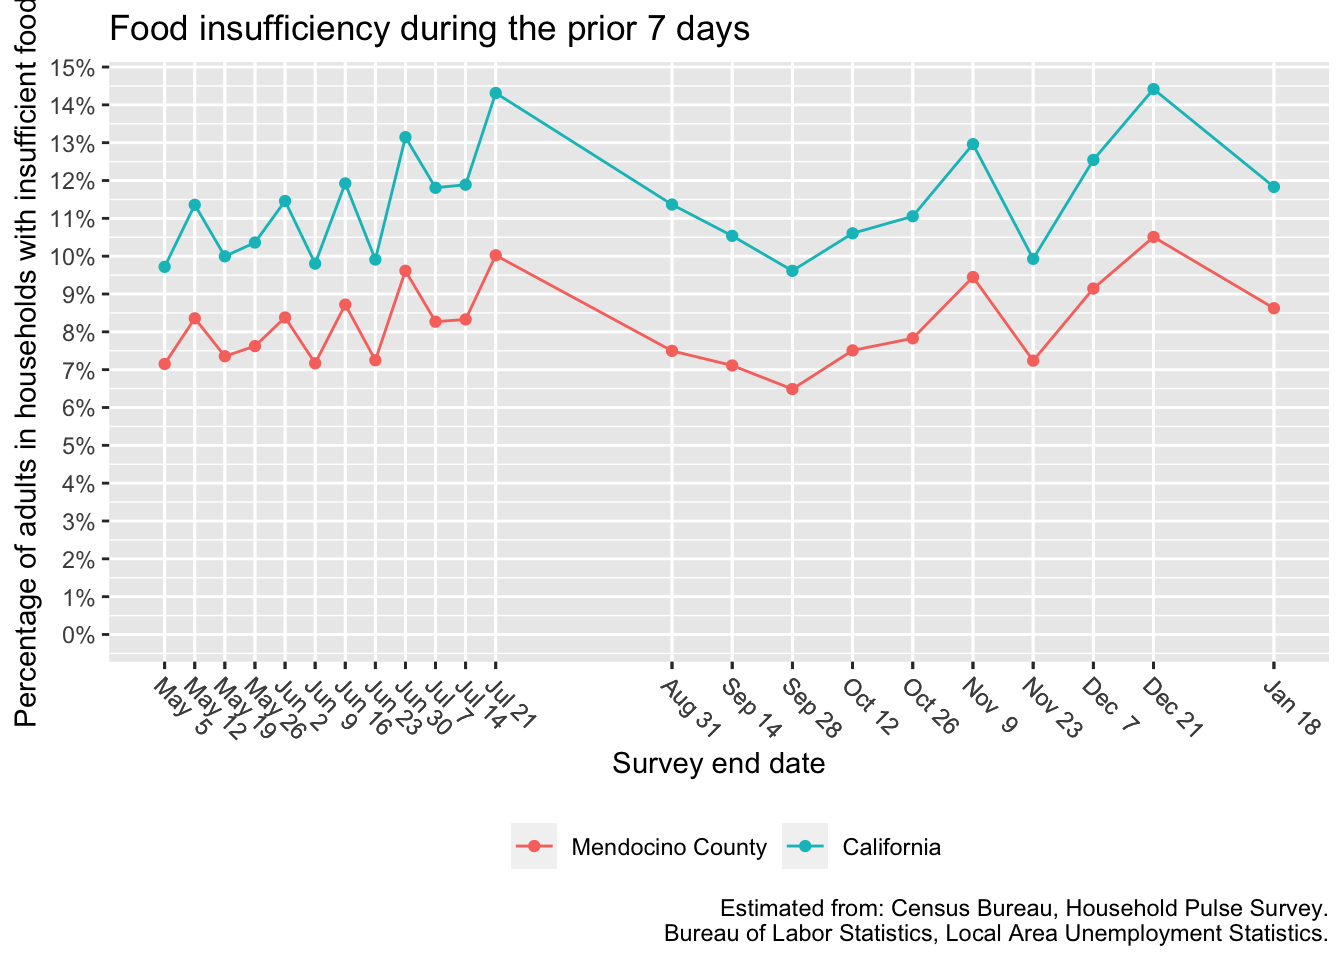 Food insufficiency during the prior 7 days
Percentage of adults in households with insufficient food
15%
14%
13%
12%
11%
10%
9%
8%
7%
6%
5%
4%
3%
2%
1%
0%
May 5
May 12
May 19
May 26
Jun 2
Jun 9
Jun 16
Jun 23
Jun 30
Jul 7
Jul 14
Jul 21
Aug 31
Sep 14
Sep 28
Oct 12
Oct 26
Nov 9
Nov 23
Dec 7
Dec 21
Jan 18
Survey end date
Mendocino County
California
Estimated from: Census Bureau, Household Pulse Survey.
Bureau of Labor Statistics, Local Area Unemployment Statistics.